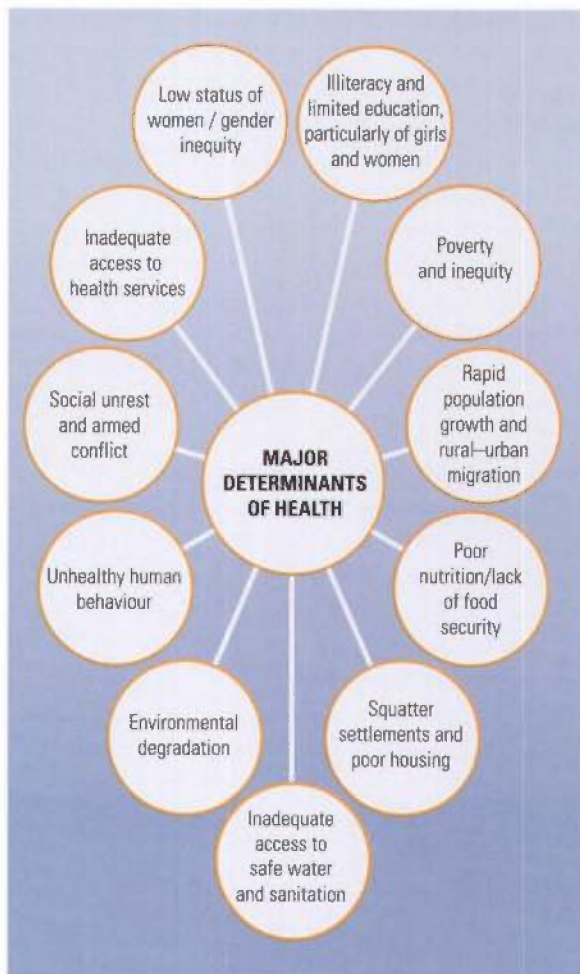 Low status of
women / gender
inequity
Illiteracy and
limited education,
particularly of girls
and women
Inadequate
access to
health services
Poverty
and inequity
Social unrest
and armed
conflict
Rapid
population
growth and
rural–urban
migration
MAJOR
DETERMINANTS
OF HEALTH
Unhealthy human
behaviour
Poor
nutrition/lack
of food
security
Environmental
degradation
Squatter
settlements and
poor housing
Inadequate
access to
safe water
and sanitation